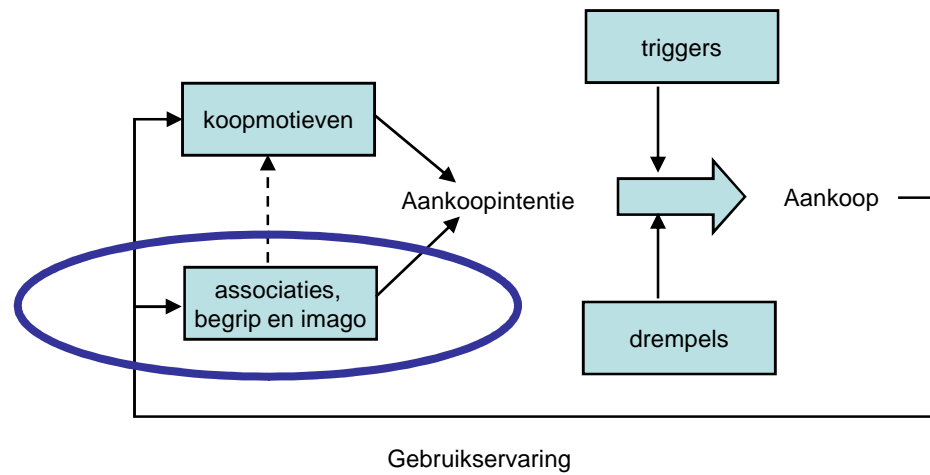 triggers
koopmotieven
Aankoopintentie
Aankoop
associaties,
begrip en imago
drempels
Gebruikservaring